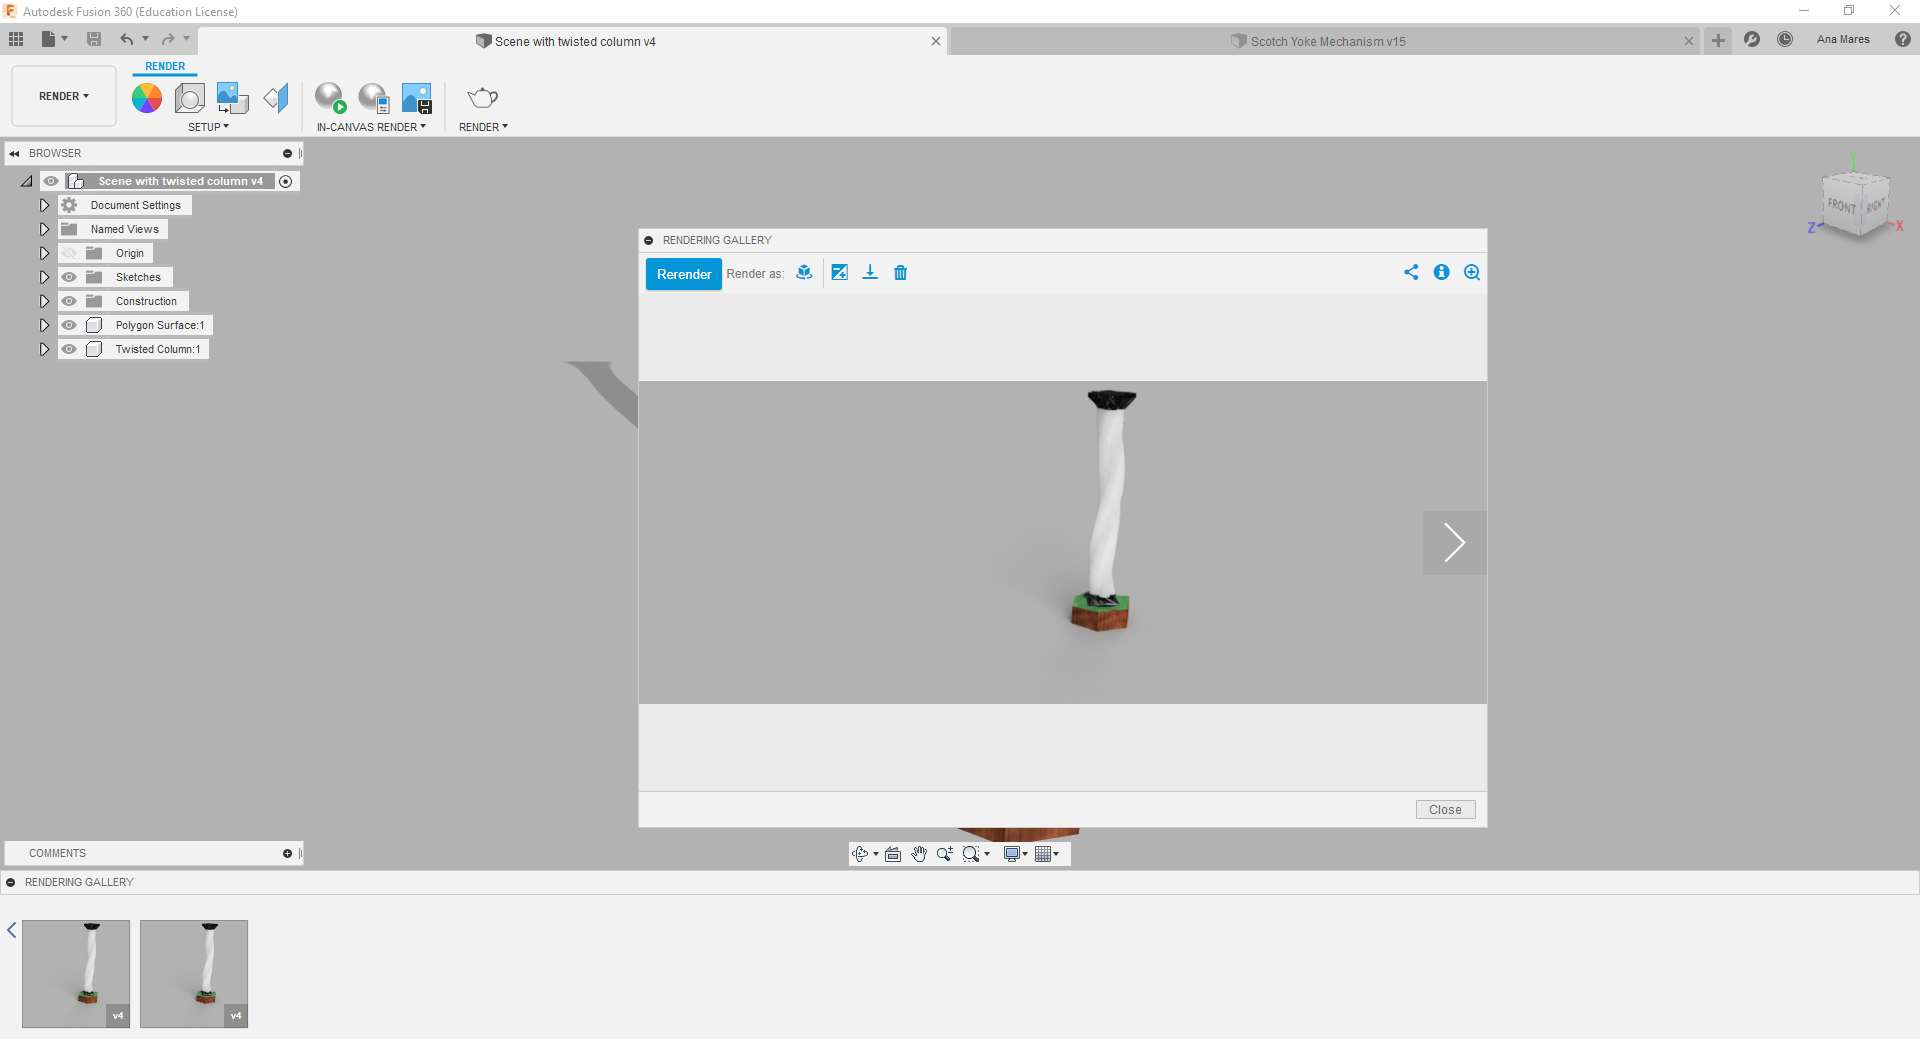 Autodesk Fusion 360 (Education License)
Scene with twisted column v4
Scotch Yoke Mechanism v15
Ana Mares
RENDER
RENDER
SETUP
IN-CANVAS RENDER
RENDER
BROWSER
Scene with twisted column v4
Document Settings
Named Views
Origin
Sketches
Construction
Polygon Surface:1
Twisted Column:1
Y
FRONT
RIGHT
Z
X
RENDERING GALLERY
Rerender
Render as:
Close
COMMENTS
RENDERING GALLERY
v4
v4